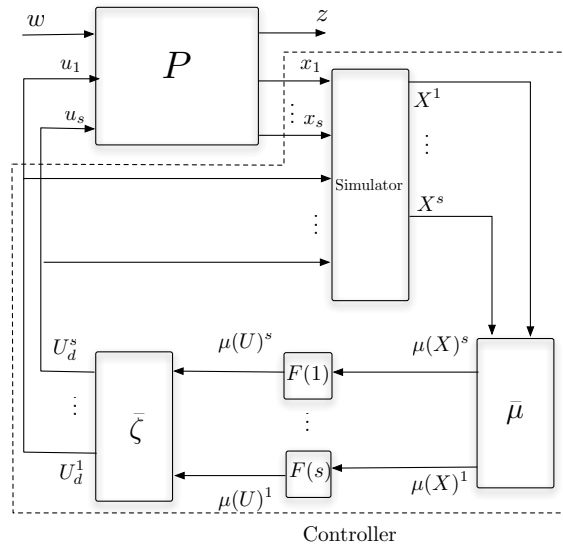 w
z
P
u_1
x_1
⋮
u_s
x_s
X^1
⋮
Simulator
X^s
⋮
U_d^s
μ(U)^s
F(1)
μ(X)^s
⋮
ζ̄
⋮
μ̄
U_d^1
μ(U)^1
F(s)
μ(X)^1
Controller